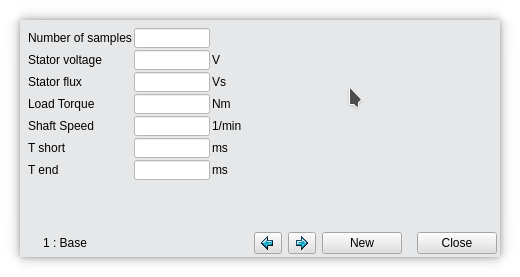 Number of samples
Stator voltage V
Stator flux Vs
Load Torque Nm
Shaft Speed 1/min
T short ms
T end ms
1 : Base New Close